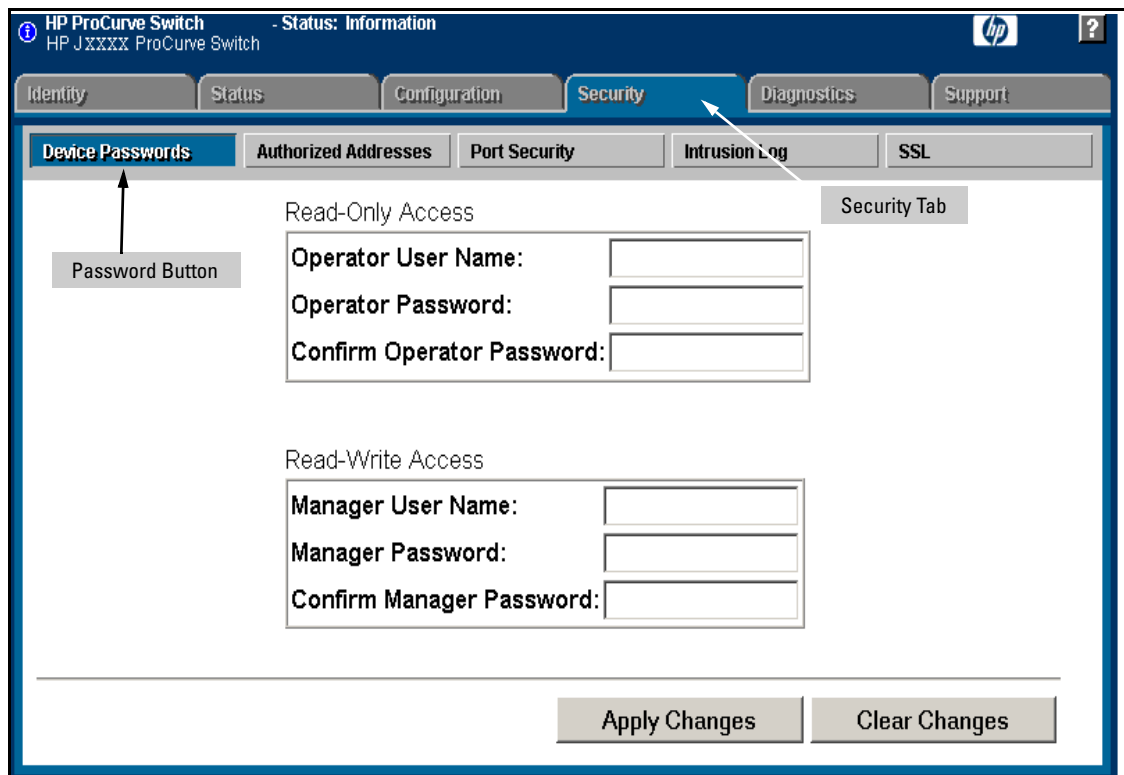 HP ProCurve Switch - Status: Information
HP JXXXX ProCurve Switch
hp
?
Identity Status Configuration Security Diagnostics Support
Device Passwords Authorized Addresses Port Security Intrusion Log SSL
Security Tab
Password Button
Read-Only Access
Operator User Name:
Operator Password:
Confirm Operator Password:
Read-Write Access
Manager User Name:
Manager Password:
Confirm Manager Password:
Apply Changes Clear Changes